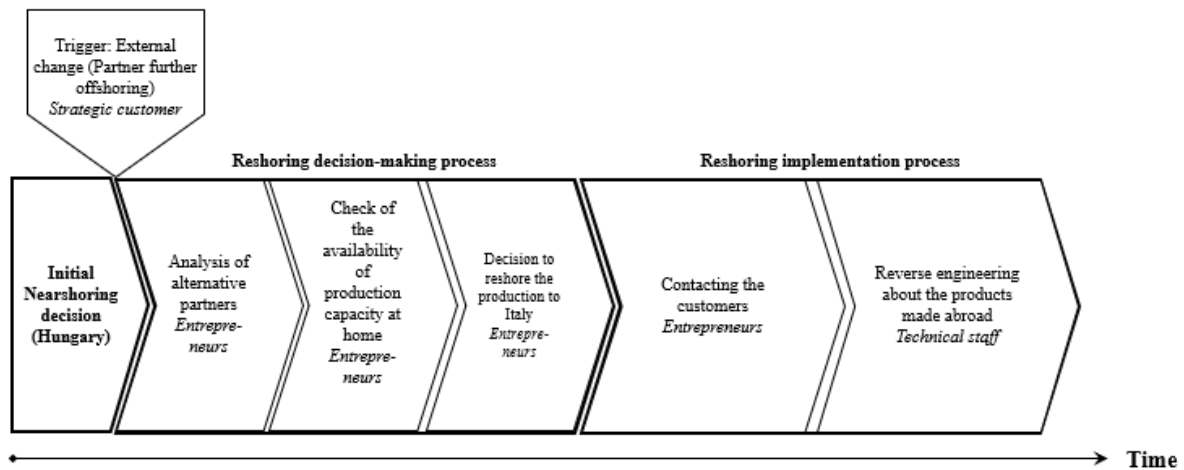 Trigger: External
change (Partner further
offshoring)
Strategic customer
Reshoring decision-making process
Reshoring implementation process
Initial
Nearshoring
decision
(Hungary)
Analysis of
alternative
partners
Entrepre-
neurs
Check of
the
availability
of
production
capacity at
home
Entrepre-
neurs
Decision to
reshore the
production to
Italy
Entrepre-
neurs
Contacting the
customers
Entrepreneurs
Reverse engineering
about the products
made abroad
Technical staff
Time